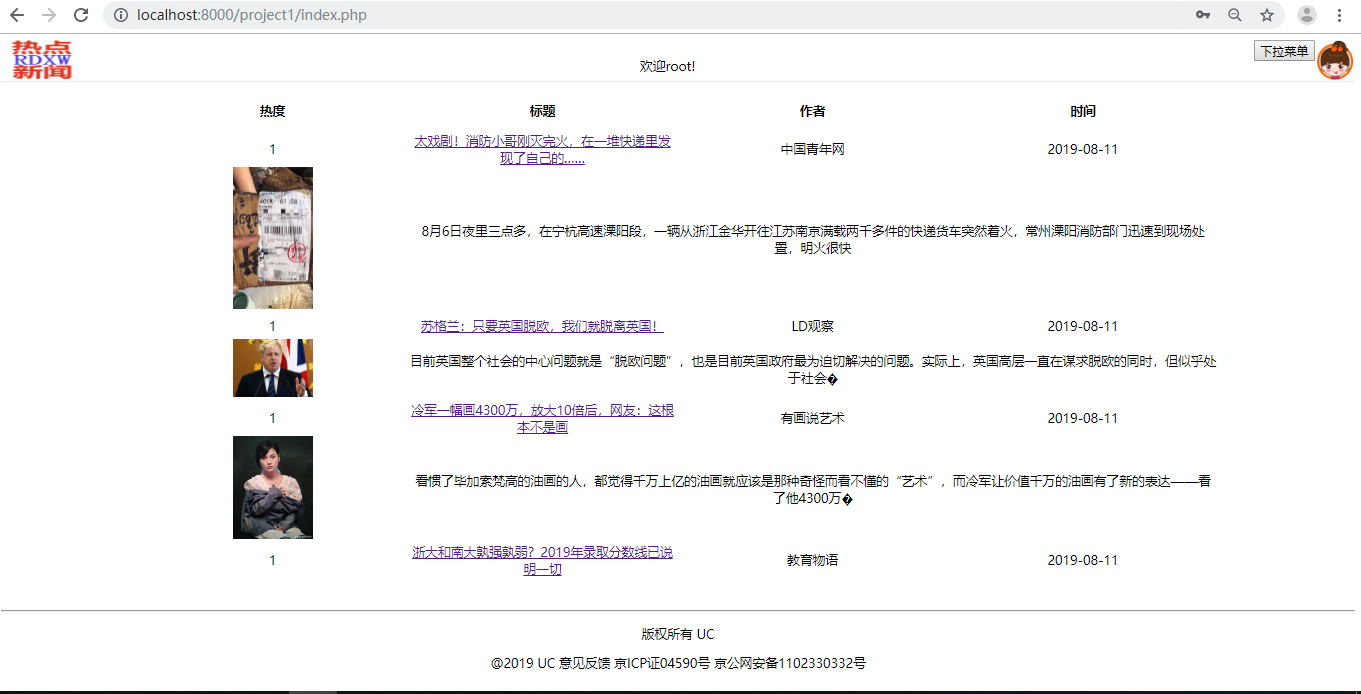 localhost:8000/project1/index.php
热点
RDXW
新闻
下拉菜单
欢迎root!
热度 标题 作者 时间
1 太戏剧！消防小哥刚灭完火，在一堆快递里发 中国青年网 2019-08-11
现了自己的......
8月6日夜里三点多，在宁杭高速溧阳段，一辆从浙江金华开往江苏南京满载两千多件的快递货车突然着火，常州溧阳消防部门迅速到现场处
置，明火很快
1 苏格兰：只要英国脱欧，我们就脱离英国！ LD观察 2019-08-11
目前英国整个社会的中心问题就是“脱欧问题”，也是目前英国政府最为迫切解决的问题。实际上，英国高层一直在谋求脱欧的同时，但似乎处
于社会�
1 冷军一幅画4300万，放大10倍后，网友：这根 有画说艺术 2019-08-11
本不是画
看惯了毕加索梵高的油画的人，都觉得千万上亿的油画就应该是那种奇怪而看不懂的“艺术”，而冷军让价值千万的油画有了新的表达——看
了他4300万�
1 浙大和南大孰强孰弱？2019年录取分数线已说 教育物语 2019-08-11
明一切
版权所有 UC
@2019 UC 意见反馈 京ICP证04590号 京公网安备1102330332号